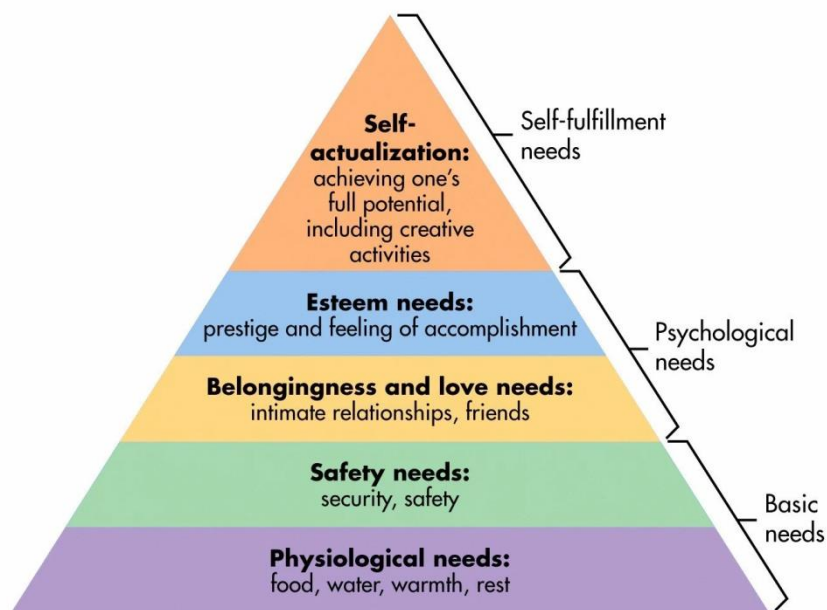 Self-
actualization:
achieving one's
full potential,
including creative
activities
Self-fulfillment
needs
Esteem needs:
prestige and feeling of accomplishment
Psychological
needs
Belongingness and love needs:
intimate relationships, friends
Safety needs:
security, safety
Basic
needs
Physiological needs:
food, water, warmth, rest